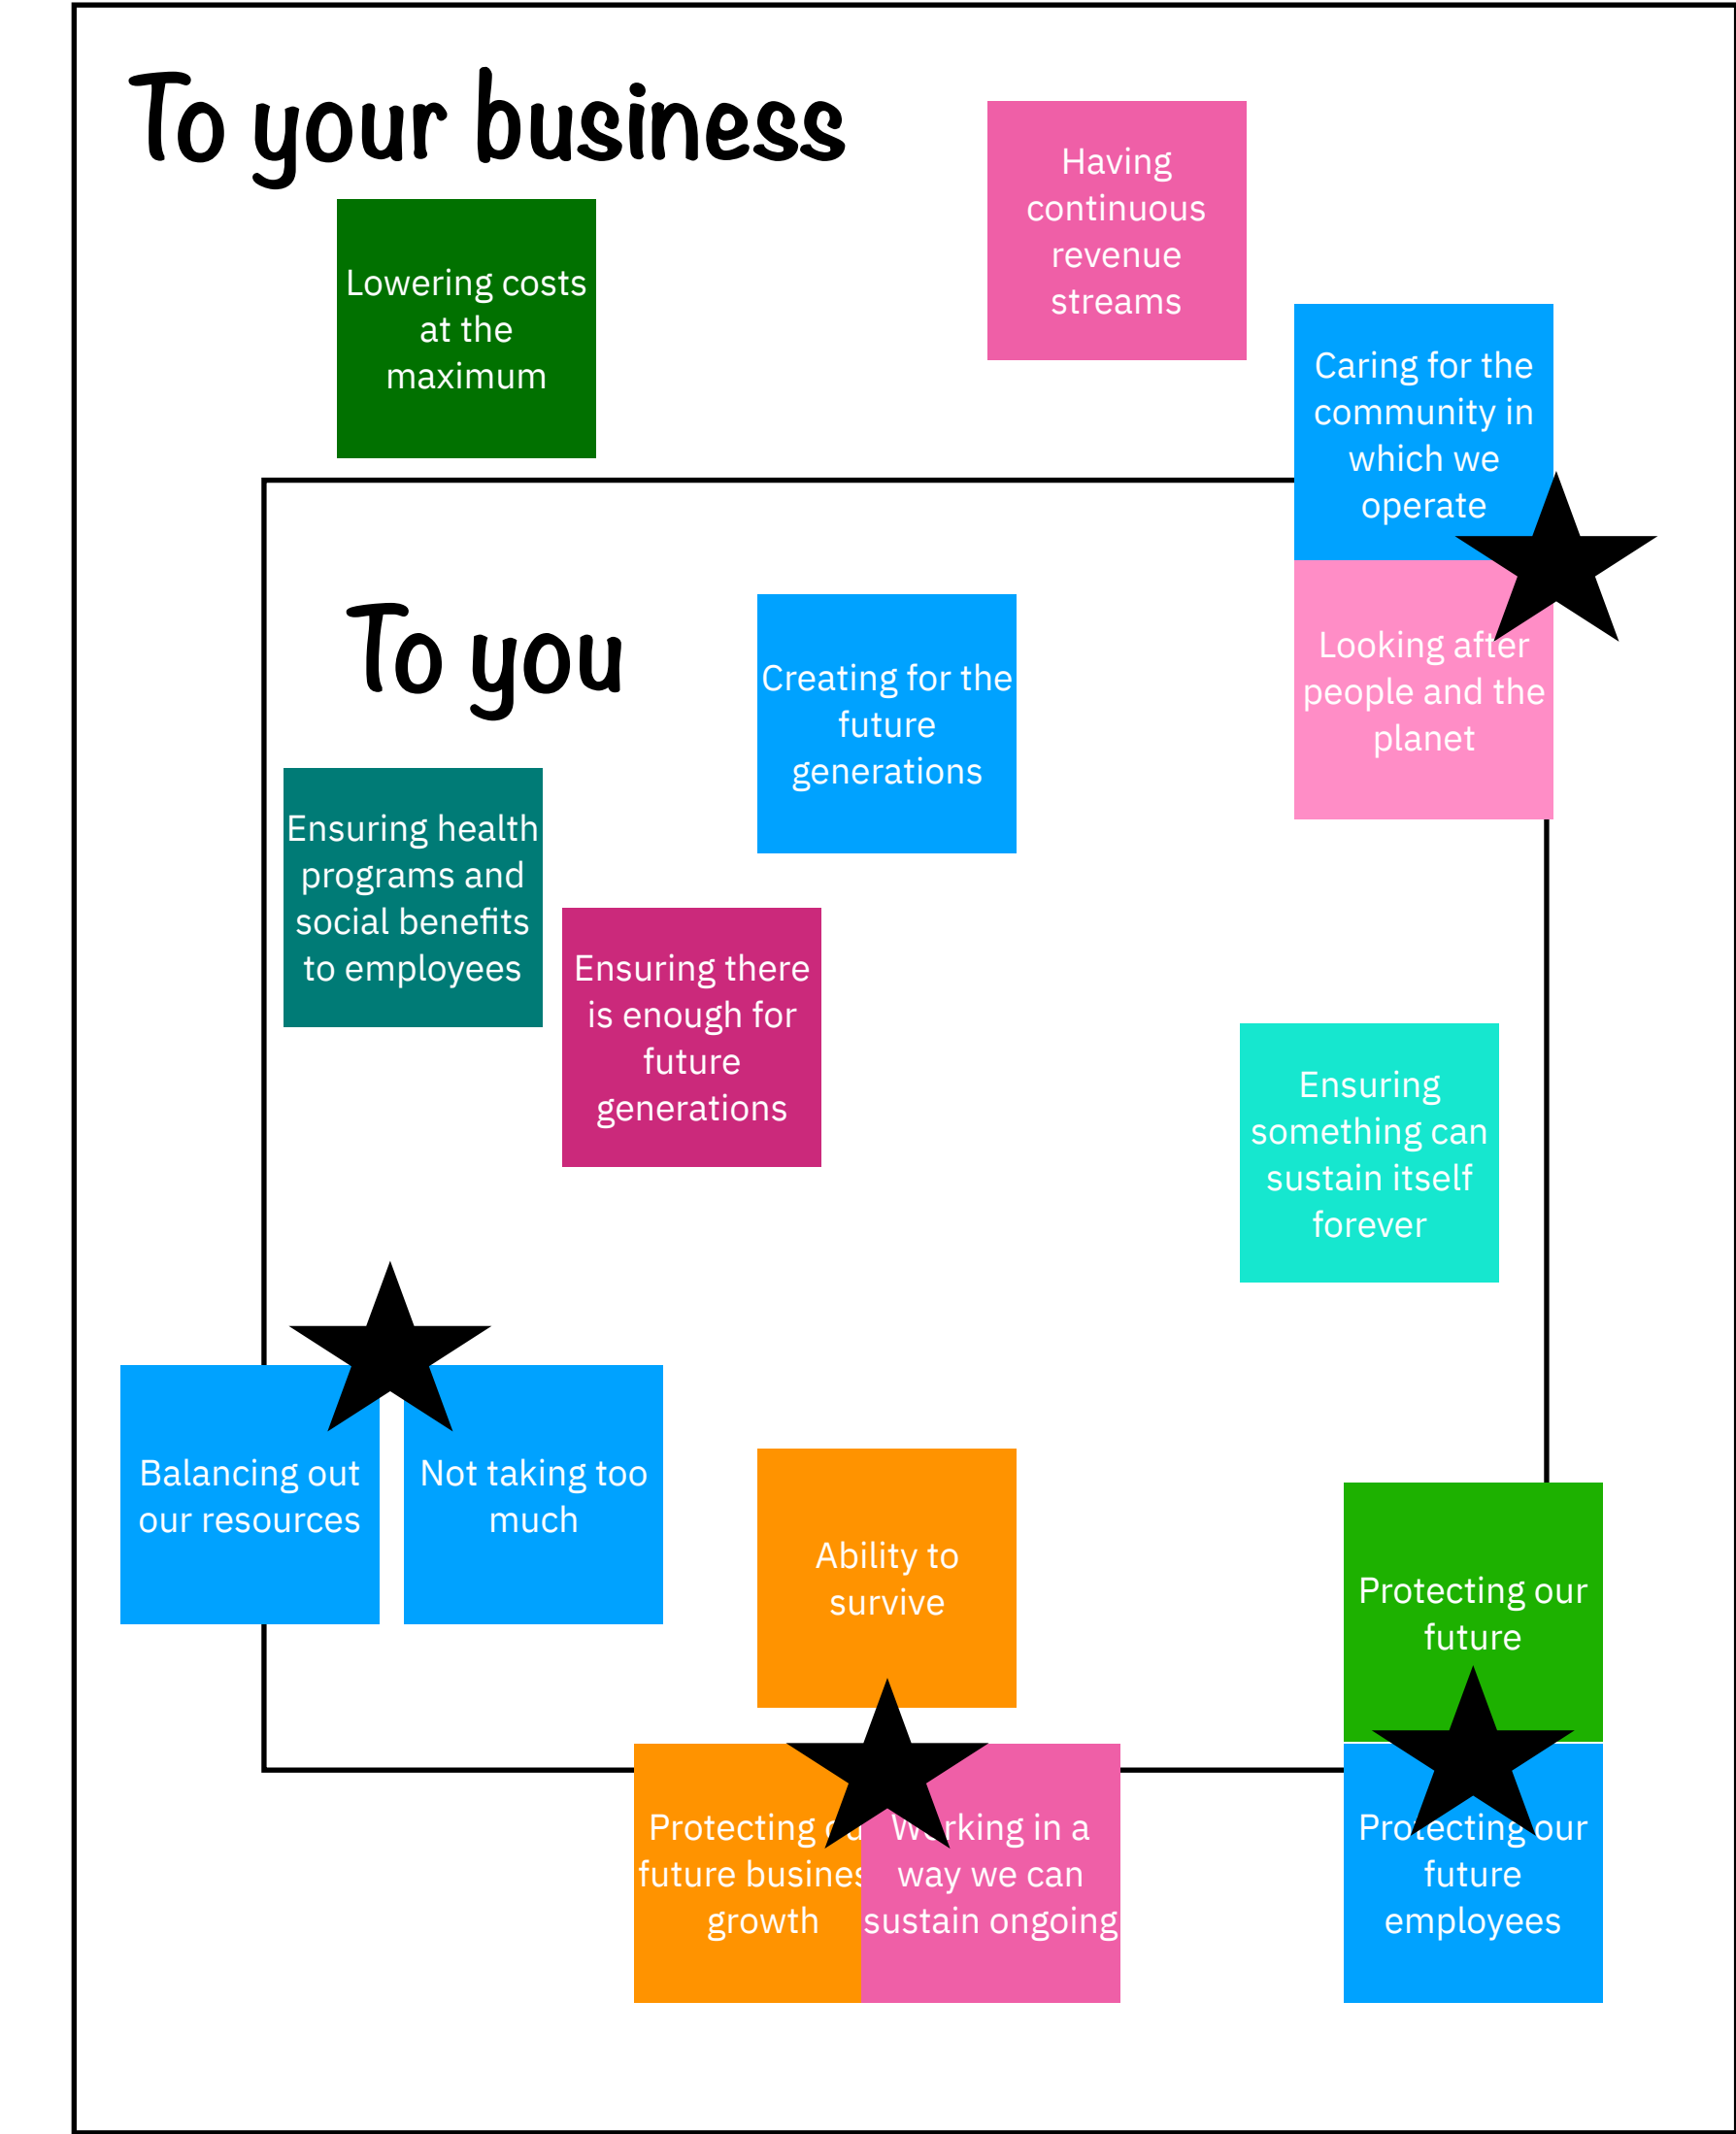 To your business
Having
continuous
revenue
streams
Lowering costs
at the
maximum
Caring for the
community in
which we
operate
To you
Creating for the
future
generations
Looking after
people and the
planet
Ensuring health
programs and
social benefits
to employees
Ensuring there
is enough for
future
generations
Ensuring
something can
sustain itself
forever
Balancing out
our resources
Not taking too
much
Ability to
survive
Protecting our
future
Protecting
future
growth
Working in a
way we can
sustain ongoing
Protecting our
future
employees